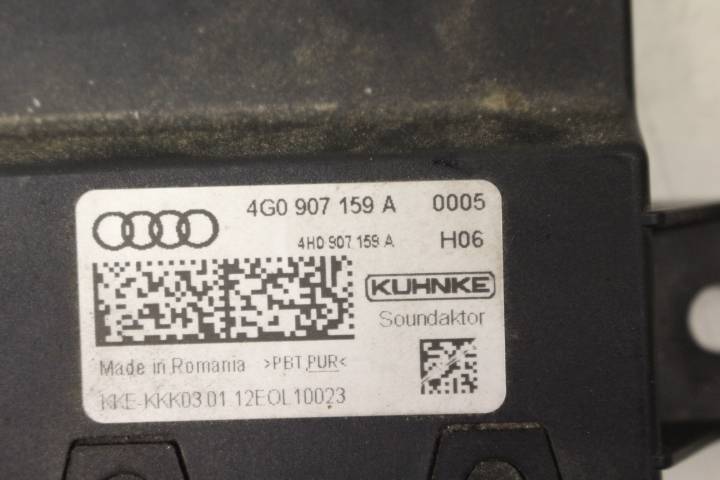 4G0 907 159 A 0005
4H0 907 159 A H06
KUHNKE
Soundaktor
Made in Romania >PBT,PUR<
KKE-KKK03.01 12EOL10023